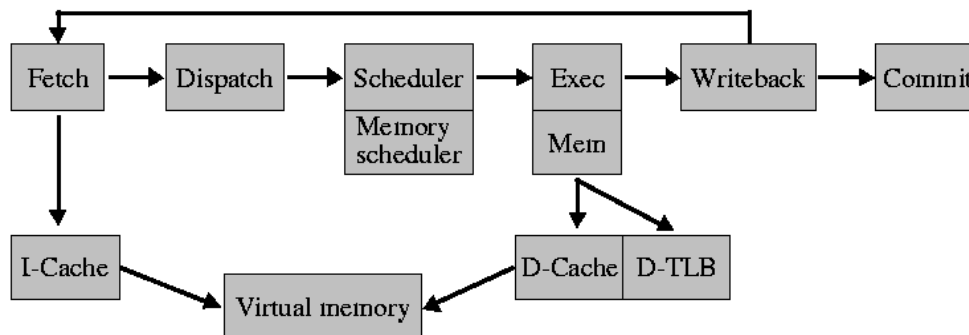 Fetch
Dispatch
Scheduler
Exec
Writeback
Commit
Memory
scheduler
Mem
I-Cache
D-Cache
D-TLB
Virtual memory